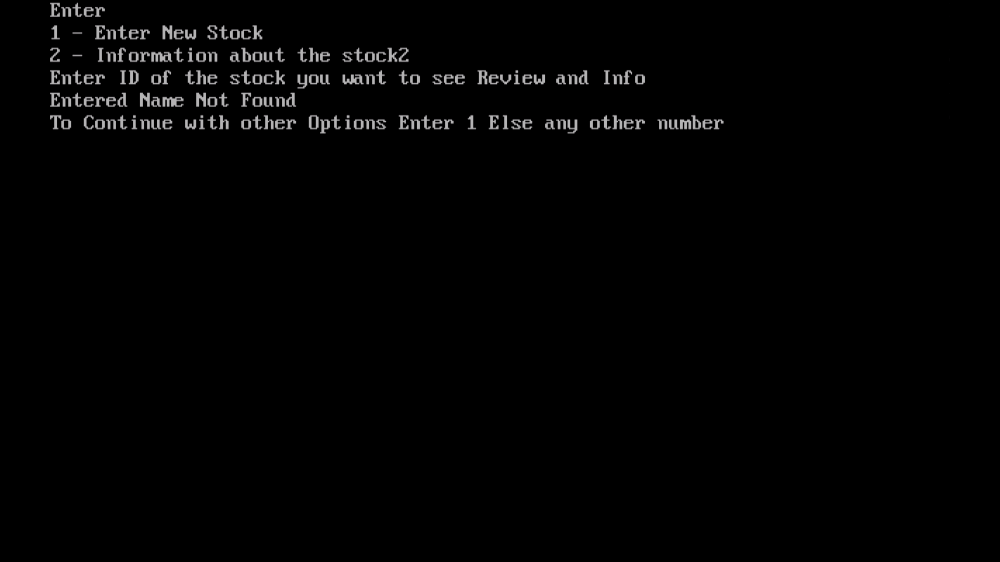 Enter
1 - Enter New Stock
2 - Information about the stock2
Enter ID of the stock you want to see Review and Info
Entered Name Not Found
To Continue with other Options Enter 1 Else any other number